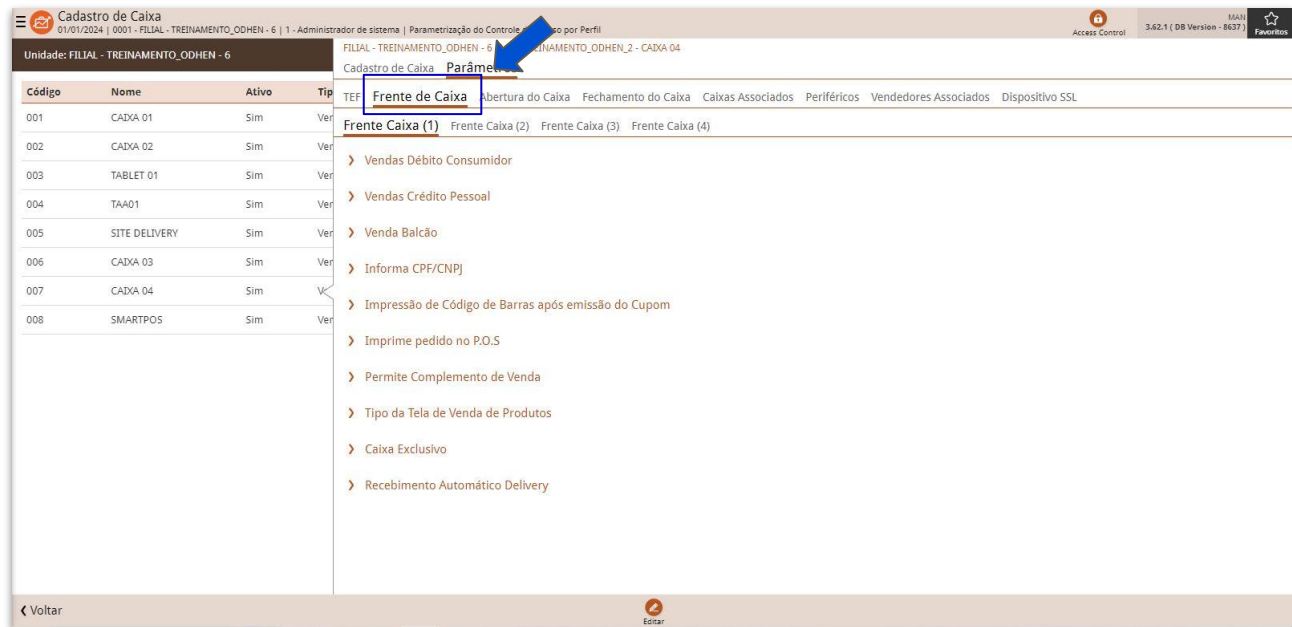 Cadastro de Caixa
01/01/2024 | 0001 - FILIAL - TREINAMENTO_ODHEN - 6 | 1 - Administrador de sistema | Parametrização do Controle so por Perfil
Access Control
MAN
3.62.1 ( DB Version - 8637 )
Favoritos
Unidade: FILIAL - TREINAMENTO_ODHEN - 6
Código Nome Ativo Tip
001 CAIXA 01 Sim Ver
002 CAIXA 02 Sim Ver
003 TABLET 01 Sim Ver
004 TAA01 Sim Ver
005 SITE DELIVERY Sim Ver
006 CAIXA 03 Sim Ver
007 CAIXA 04 Sim V
008 SMARTPOS Sim Ver
FILIAL - TREINAMENTO_ODHEN - 6 INAMENTO_ODHEN_2 - CAIXA 04
Cadastro de Caixa Parâmet
TEF Frente de Caixa Abertura do Caixa Fechamento do Caixa Caixas Associados Periféricos Vendedores Associados Dispositivo SSL
Frente Caixa (1) Frente Caixa (2) Frente Caixa (3) Frente Caixa (4)
Vendas Débito Consumidor
Vendas Crédito Pessoal
Venda Balcão
Informa CPF/CNPJ
Impressão de Código de Barras após emissão do Cupom
Imprime pedido no P.O.S
Permite Complemento de Venda
Tipo da Tela de Venda de Produtos
Caixa Exclusivo
Recebimento Automático Delivery
Voltar
Editar